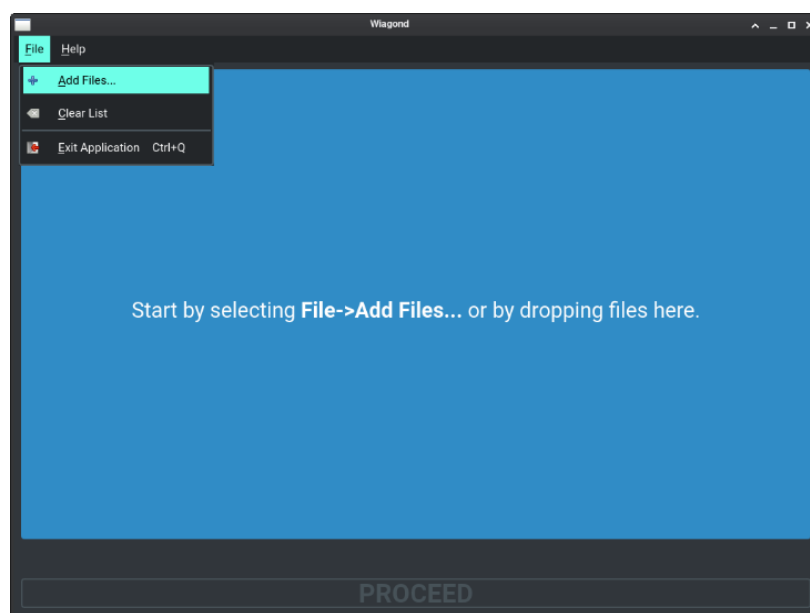 Wiagond
File Help
Add Files...
Clear List
Exit Application Ctrl+Q
Start by selecting File->Add Files... or by dropping files here.
PROCEED